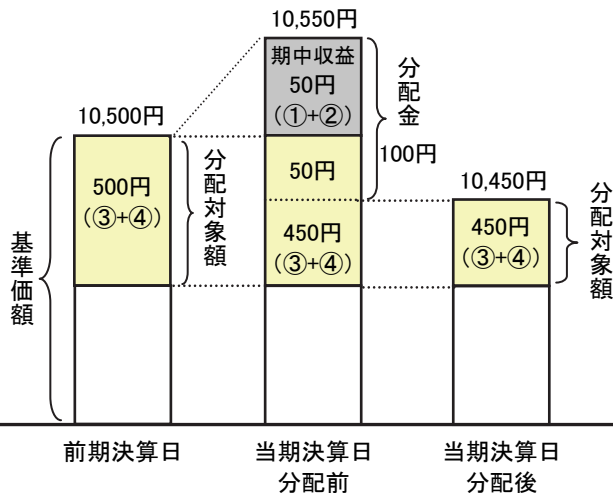 10,550円
期中収益
50円
(①+②)
分配金
100円
10,500円
500円
(③+④)
分配対象額
50円
450円
(③+④)
10,450円
450円
(③+④)
分配対象額
基準価額
前期決算日
当期決算日
分配前
当期決算日
分配後